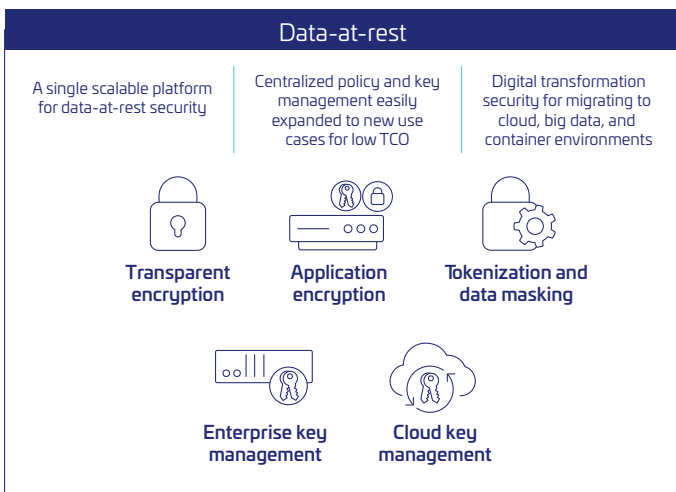 Data-at-rest
A single scalable platform
for data-at-rest security
Centralized policy and key
management easily
expanded to new use
cases for low TCO
Digital transformation
security for migrating to
cloud, big data, and
container environments
Transparent
encryption
Application
encryption
Tokenization and
data masking
Enterprise key
management
Cloud key
management